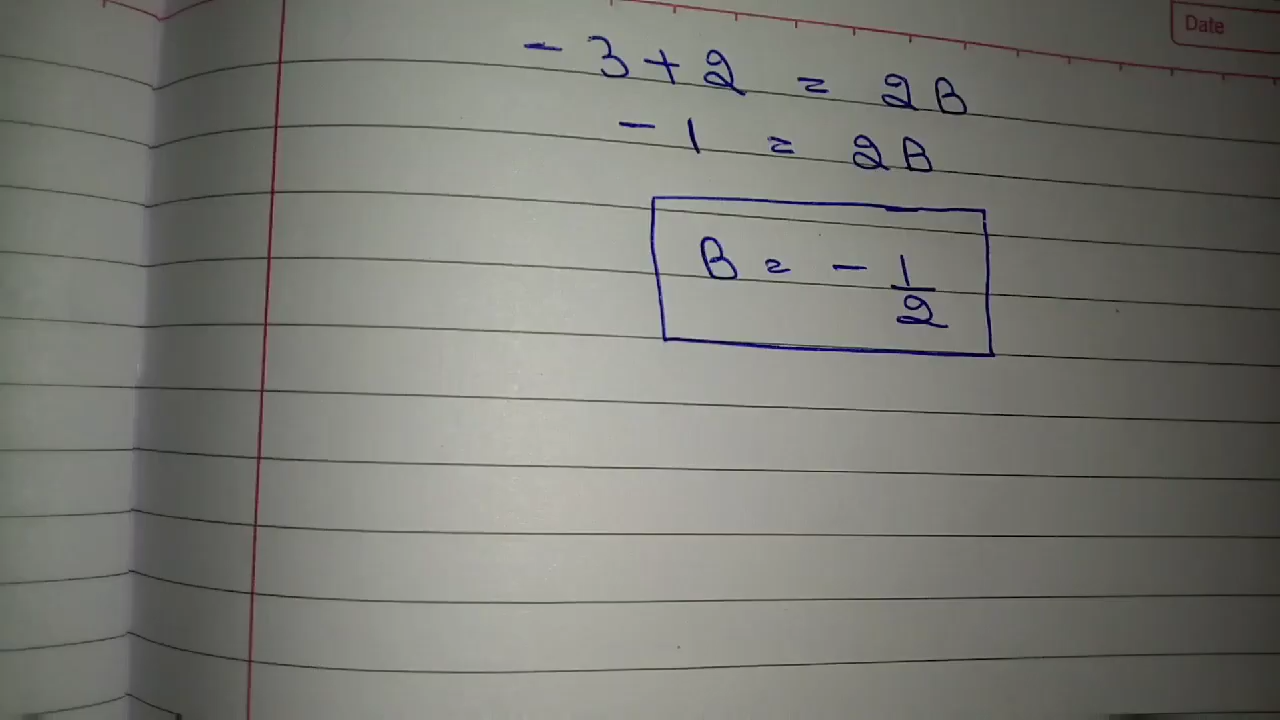 Date
- 3 + 2 = 2B
- 1 = 2B
B = - 1/2